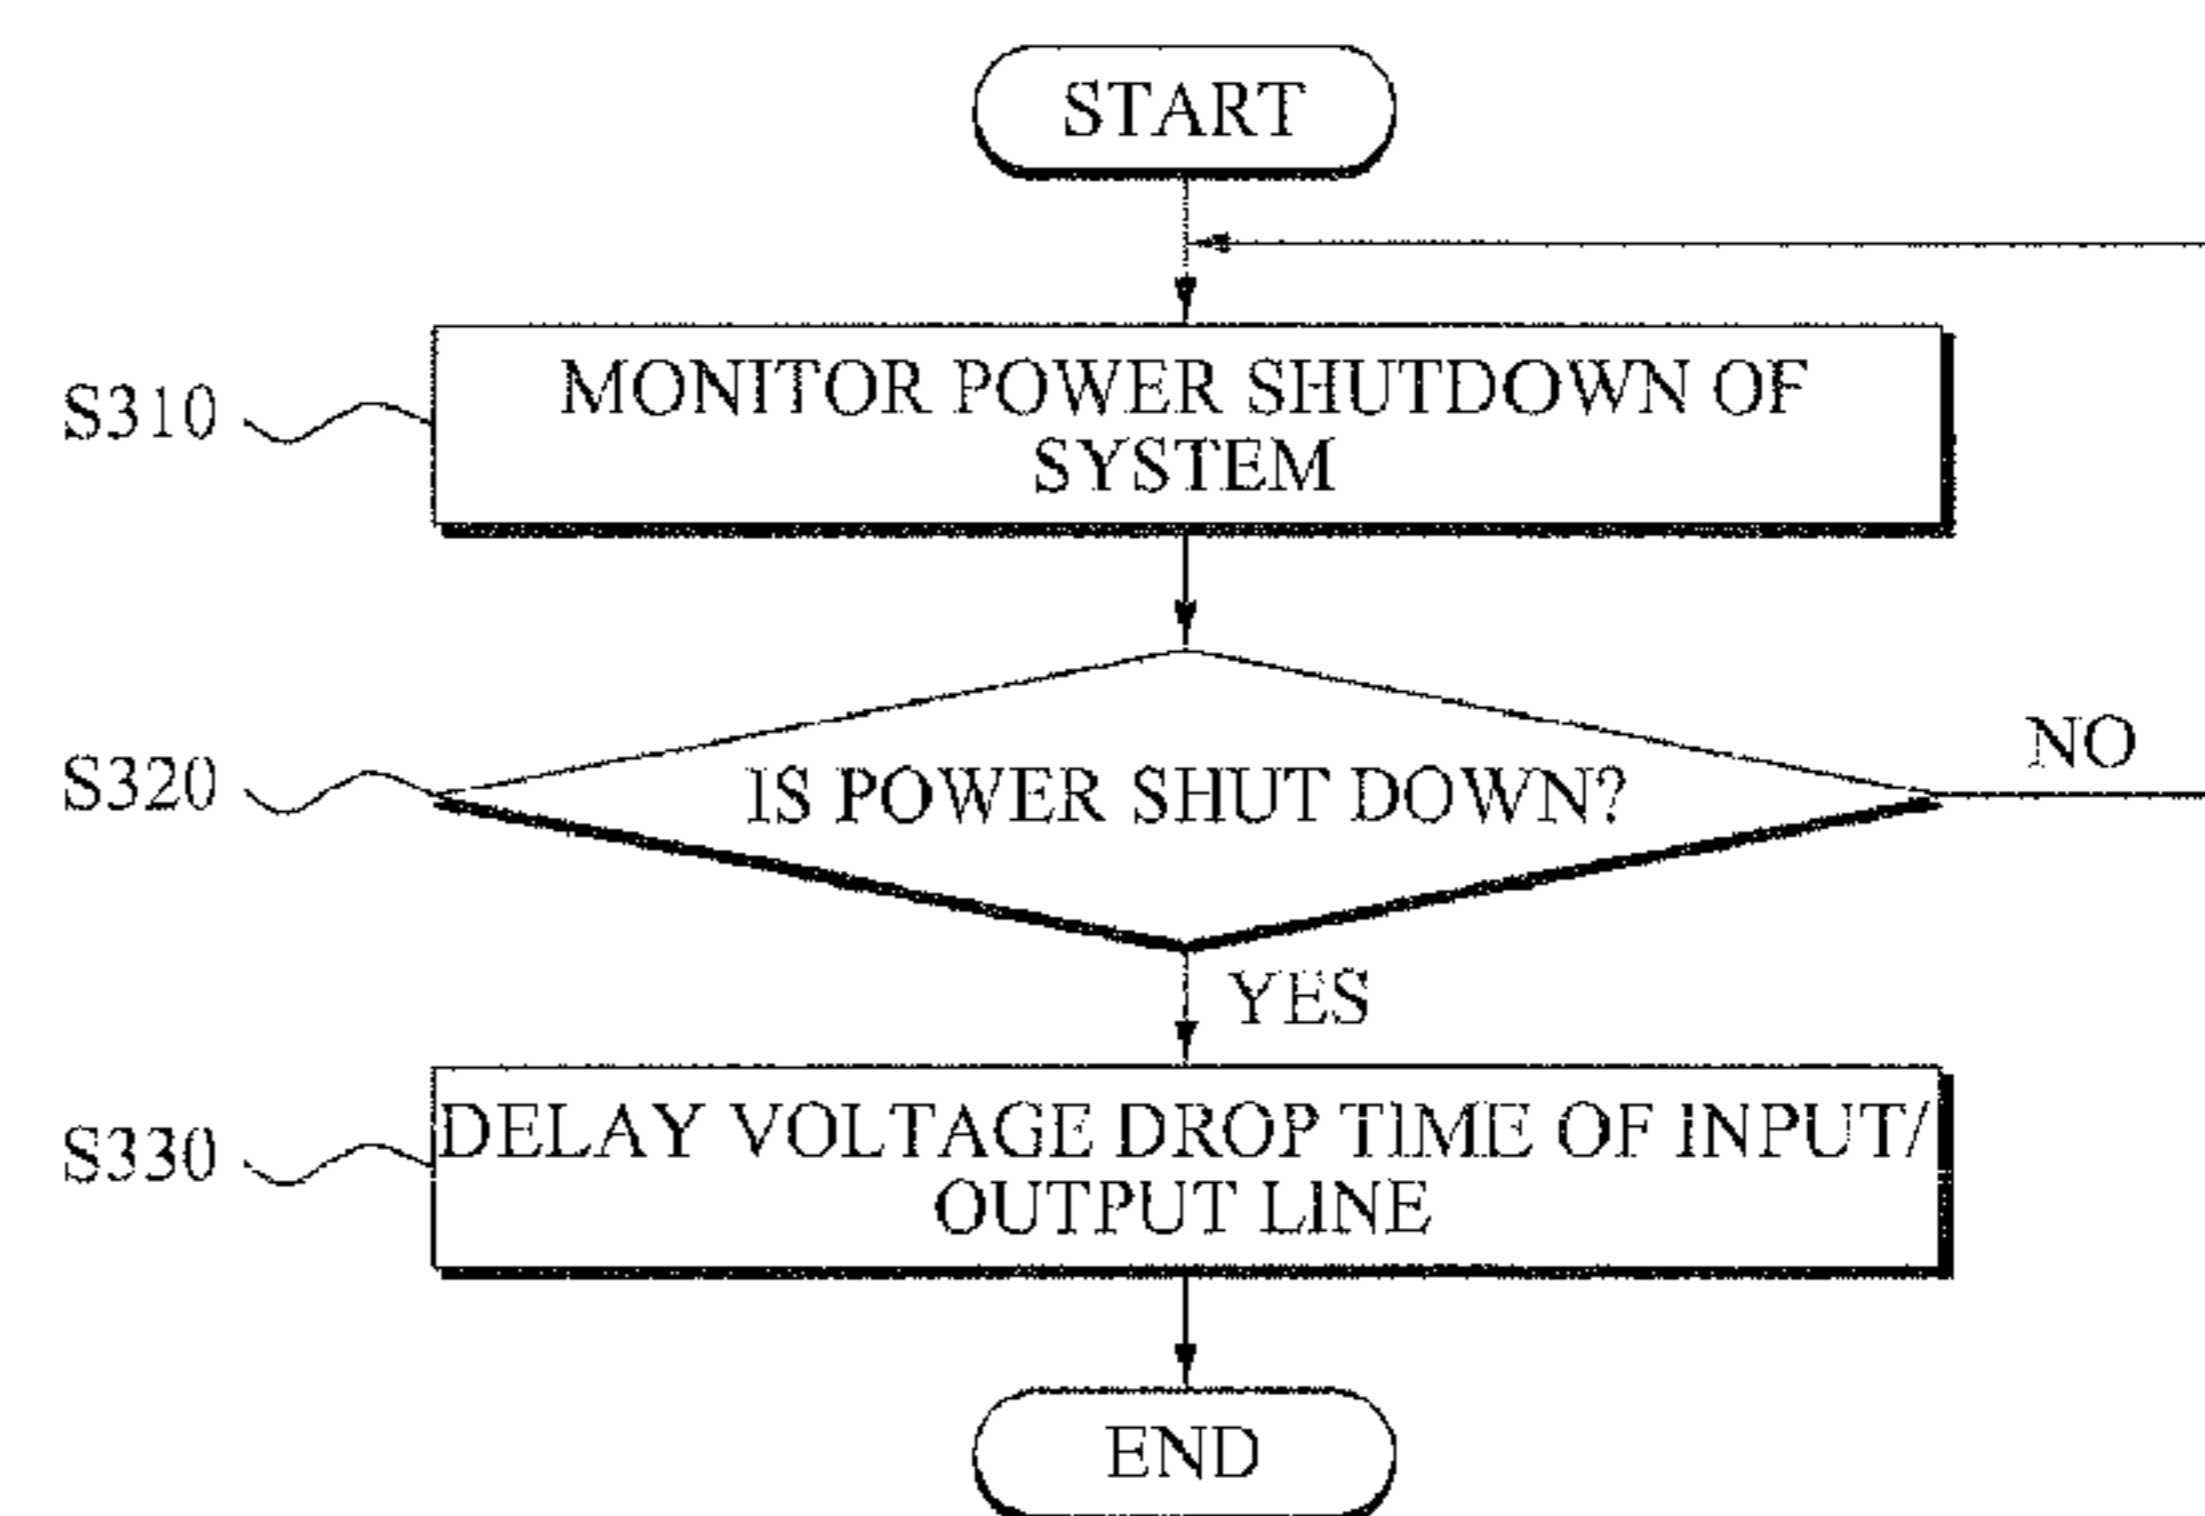 START
S310
MONITOR POWER SHUTDOWN OF
SYSTEM
S320
IS POWER SHUT DOWN?
NO
YES
S330
DELAY VOLTAGE DROP TIME OF INPUT/
OUTPUT LINE
END